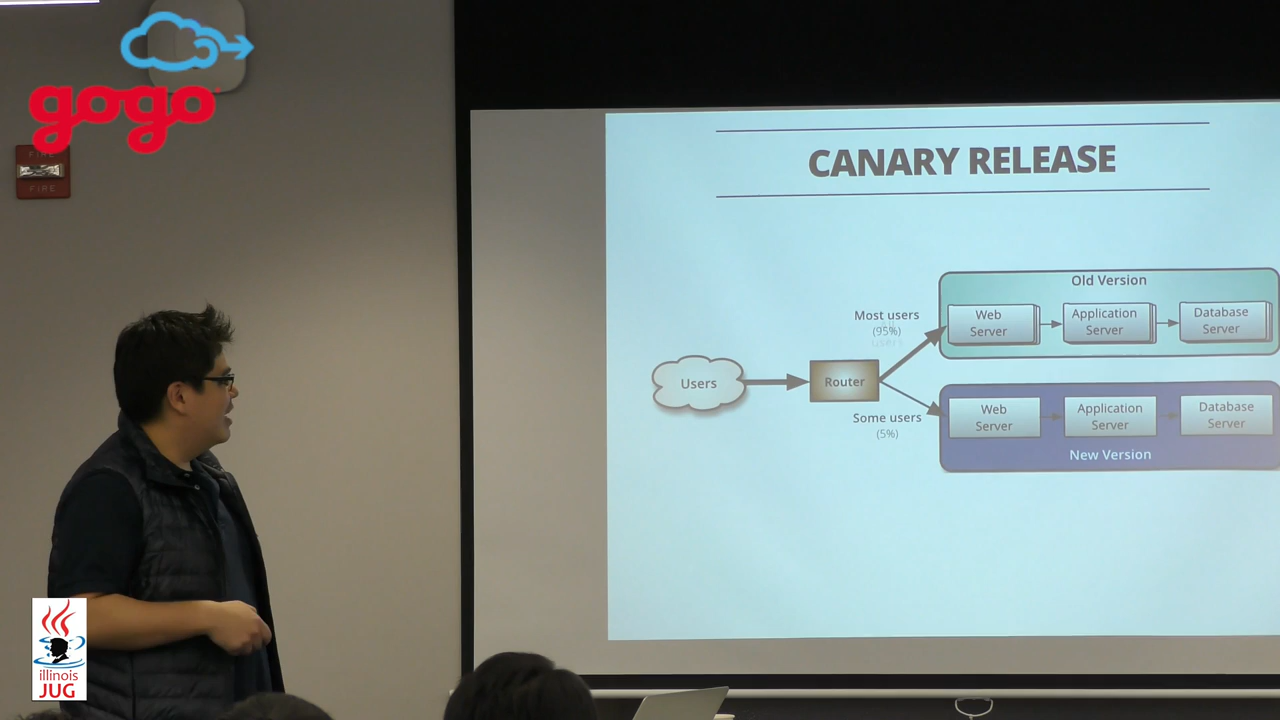 gogo
FIRE
FIRE
illinois
JUG
CANARY RELEASE
Old Version
Web
Server
Application
Server
Database
Server
Most users
(95%)
users
Users
Router
Some users
(5%)
Web
Server
Application
Server
Database
Server
New Version